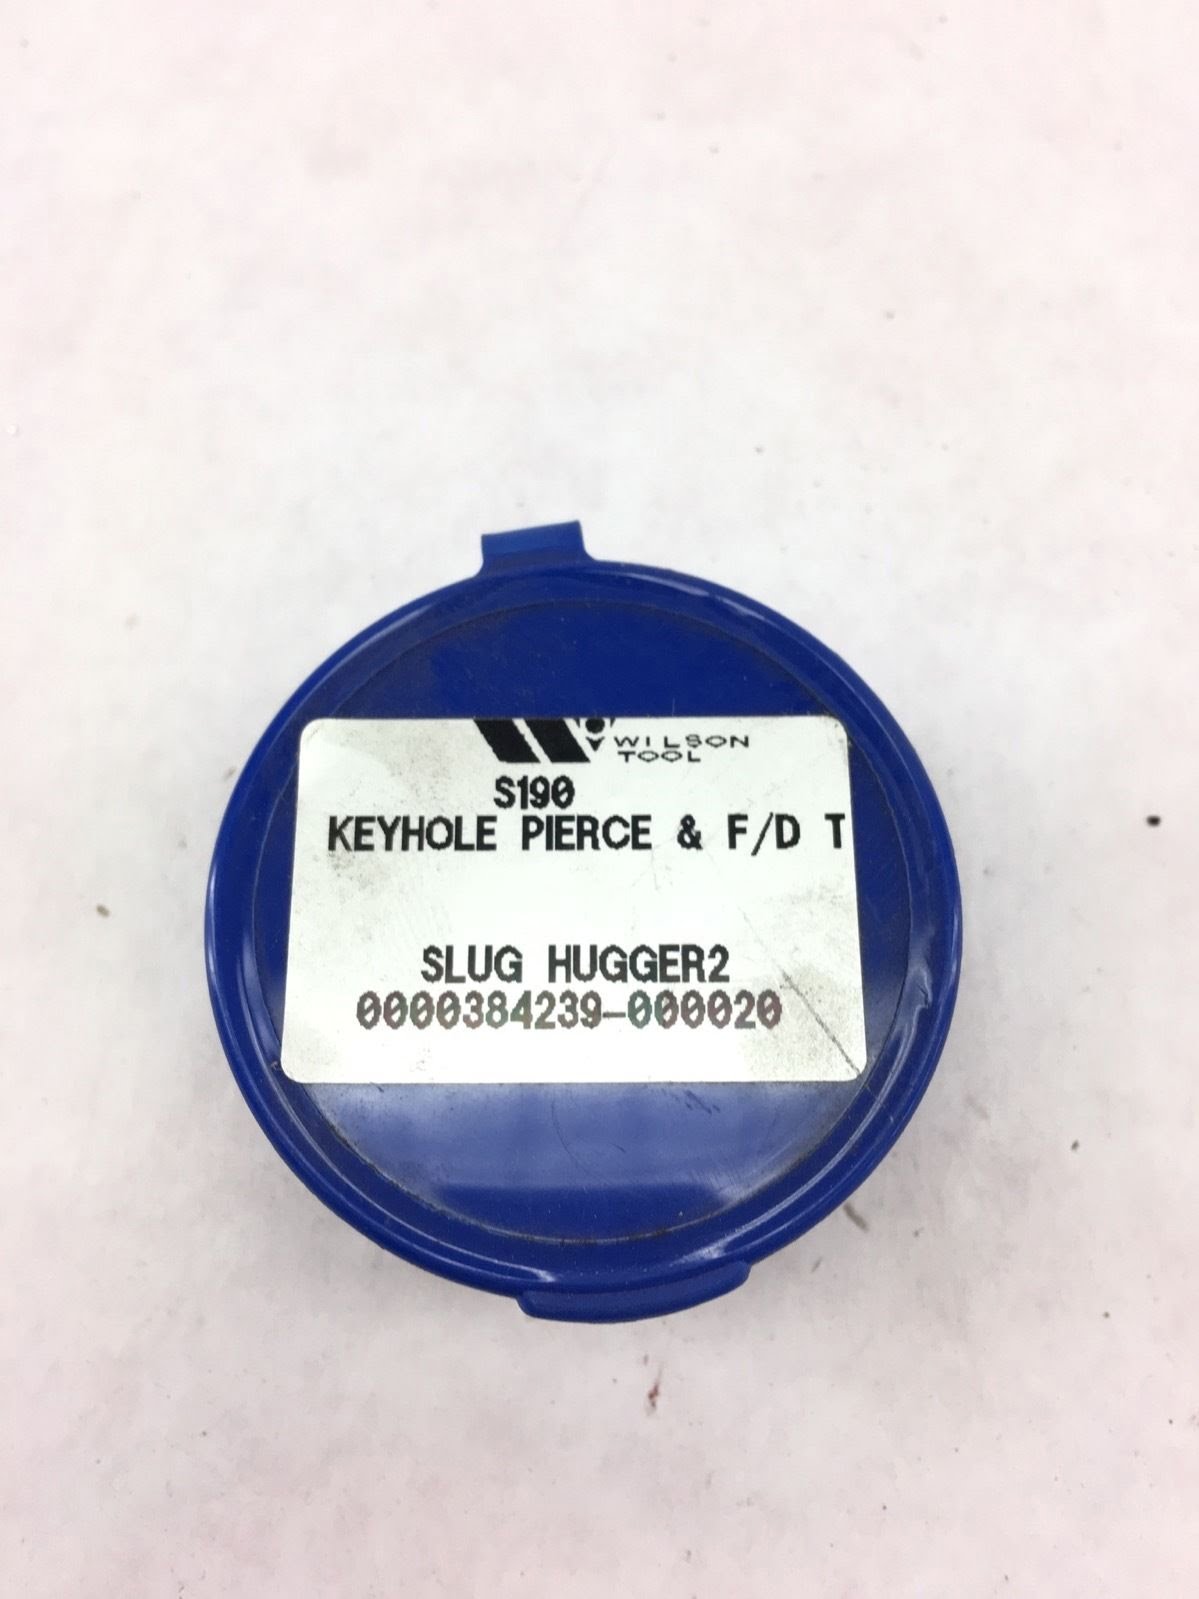 WILSON
TOOL
S190
KEYHOLE PIERCE & F/D T
SLUG HUGGER2
0000384239-000020